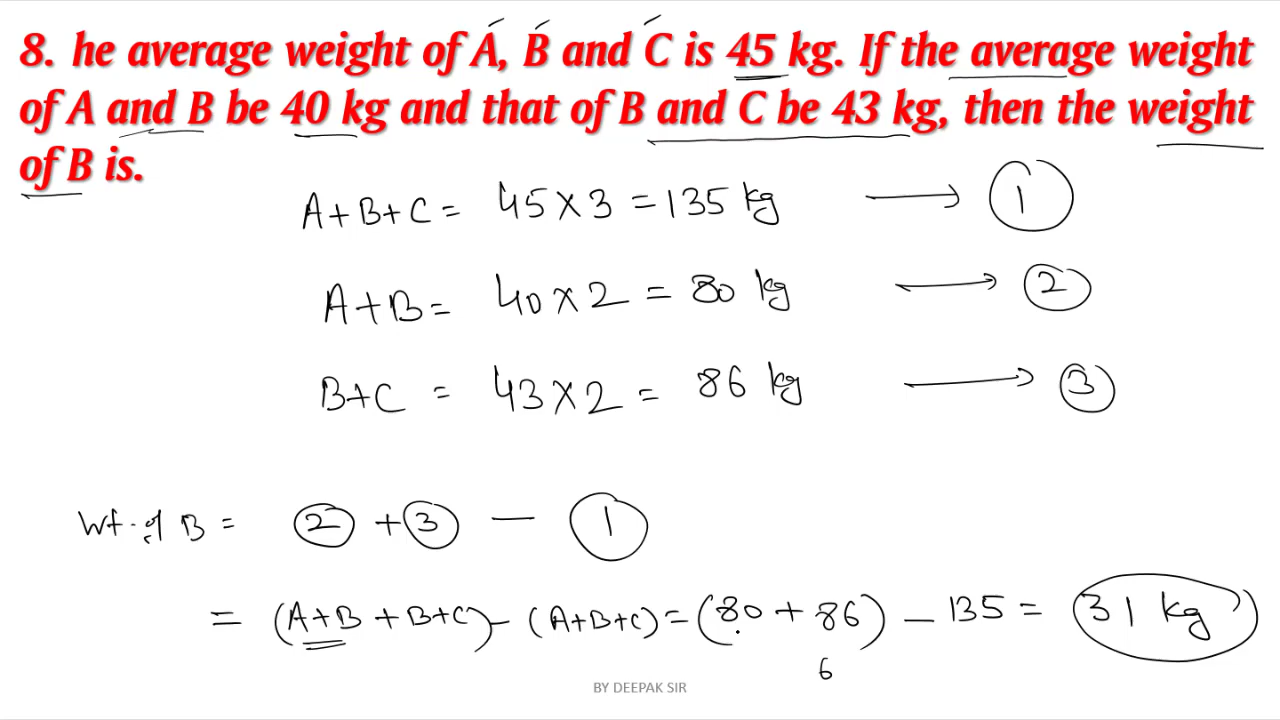 8. he average weight of A, B and C is 45 kg. If the average weight
of A and B be 40 kg and that of B and C be 43 kg, then the weight
of B is.
A+B+C = 45×3 = 135 kg → 1
A+B = 40×2 = 80 kg → 2
B+C = 43×2 = 86 kg → 3
Wt. of B = 2 + 3 — 1
= (A+B + B+C) - (A+B+C) = (80 + 86) - 135 = 31 kg
6
BY DEEPAK SIR